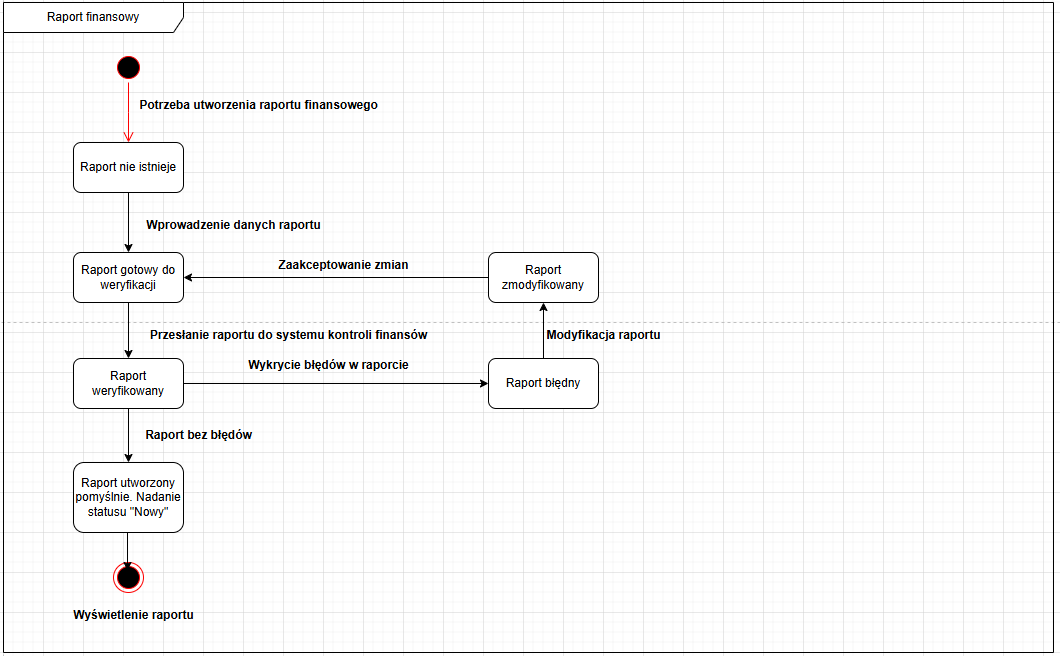 Raport finansowy
Potrzeba utworzenia raportu finansowego
Raport nie istnieje
Wprowadzenie danych raportu
Raport gotowy do
weryfikacji
Zaakceptowanie zmian
Raport
zmodyfikowany
Przesłanie raportu do systemu kontroli finansów
Modyfikacja raportu
Raport
weryfikowany
Wykrycie błędów w raporcie
Raport błędny
Raport bez błędów
Raport utworzony
pomyślnie. Nadanie
statusu "Nowy"
Wyświetlenie raportu